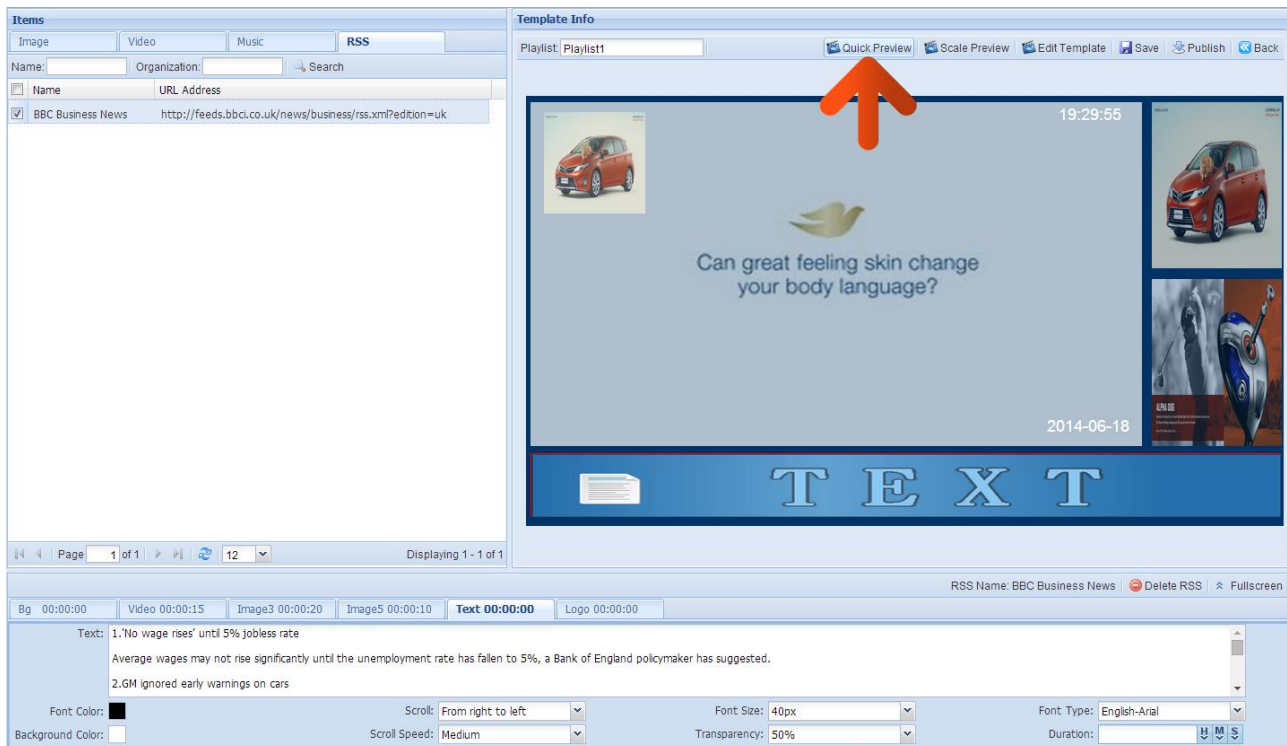 Items
Image Video Music RSS
Name: Organization: Search
Name URL Address
BBC Business News http://feeds.bbci.co.uk/news/business/rss.xml?edition=uk
Page 1 of 1 12 Displaying 1 - 1 of 1
Template Info
Playlist: Playlist1 Quick Preview Scale Preview Edit Template Save Publish Back
19:29:55
Can great feeling skin change
your body language?
2014-06-18
ALPHA DOG
TEXT
RSS Name: BBC Business News Delete RSS Fullscreen
Bg 00:00:00 Video 00:00:15 Image3 00:00:20 Image5 00:00:10 Text 00:00:00 Logo 00:00:00
Text: 1.'No wage rises' until 5% jobless rate
Average wages may not rise significantly until the unemployment rate has fallen to 5%, a Bank of England policymaker has suggested.
2.GM ignored early warnings on cars
Font Color: Scroll: From right to left Font Size: 40px Font Type: English-Arial
Background Color: Scroll Speed: Medium Transparency: 50% Duration: H M S